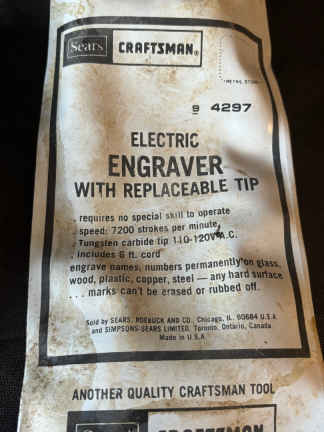 Sears CRAFTSMAN®
9 4297
ELECTRIC
ENGRAVER
WITH REPLACEABLE TIP
. requires no special skill to operate
. speed: 7200 strokes per minute
. Tungsten carbide tip 110-120V A.C.
. includes 6 ft. cord
engrave names, numbers permanently on glass,
wood, plastic, copper, steel — any hard surface
. . . marks can't be erased or rubbed off.
Sold by SEARS, ROEBUCK AND CO., Chicago, IL. 60684 U.S.A.
and SIMPSONS-SEARS LIMITED, Toronto, Ontario, Canada
Made in U.S.A.
ANOTHER QUALITY CRAFTSMAN TOOL
Sears CRAFTSMAN